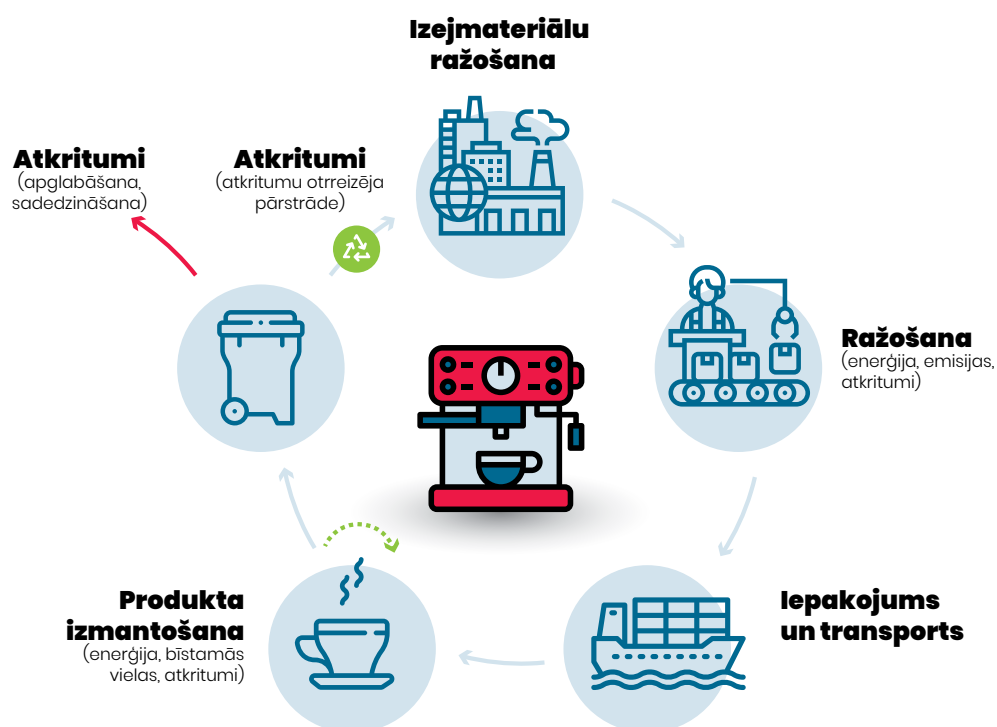 Izejmateriālu
ražošana
Atkritumi
(apglabāšana,
sadedzināšana)
Atkritumi
(atkritumu otrreizēja
pārstrāde)
Ražošana
(enerģija, emisijas,
atkritumi)
Iepakojums
un transports
Produkta
izmantošana
(enerģija, bīstamās
vielas, atkritumi)